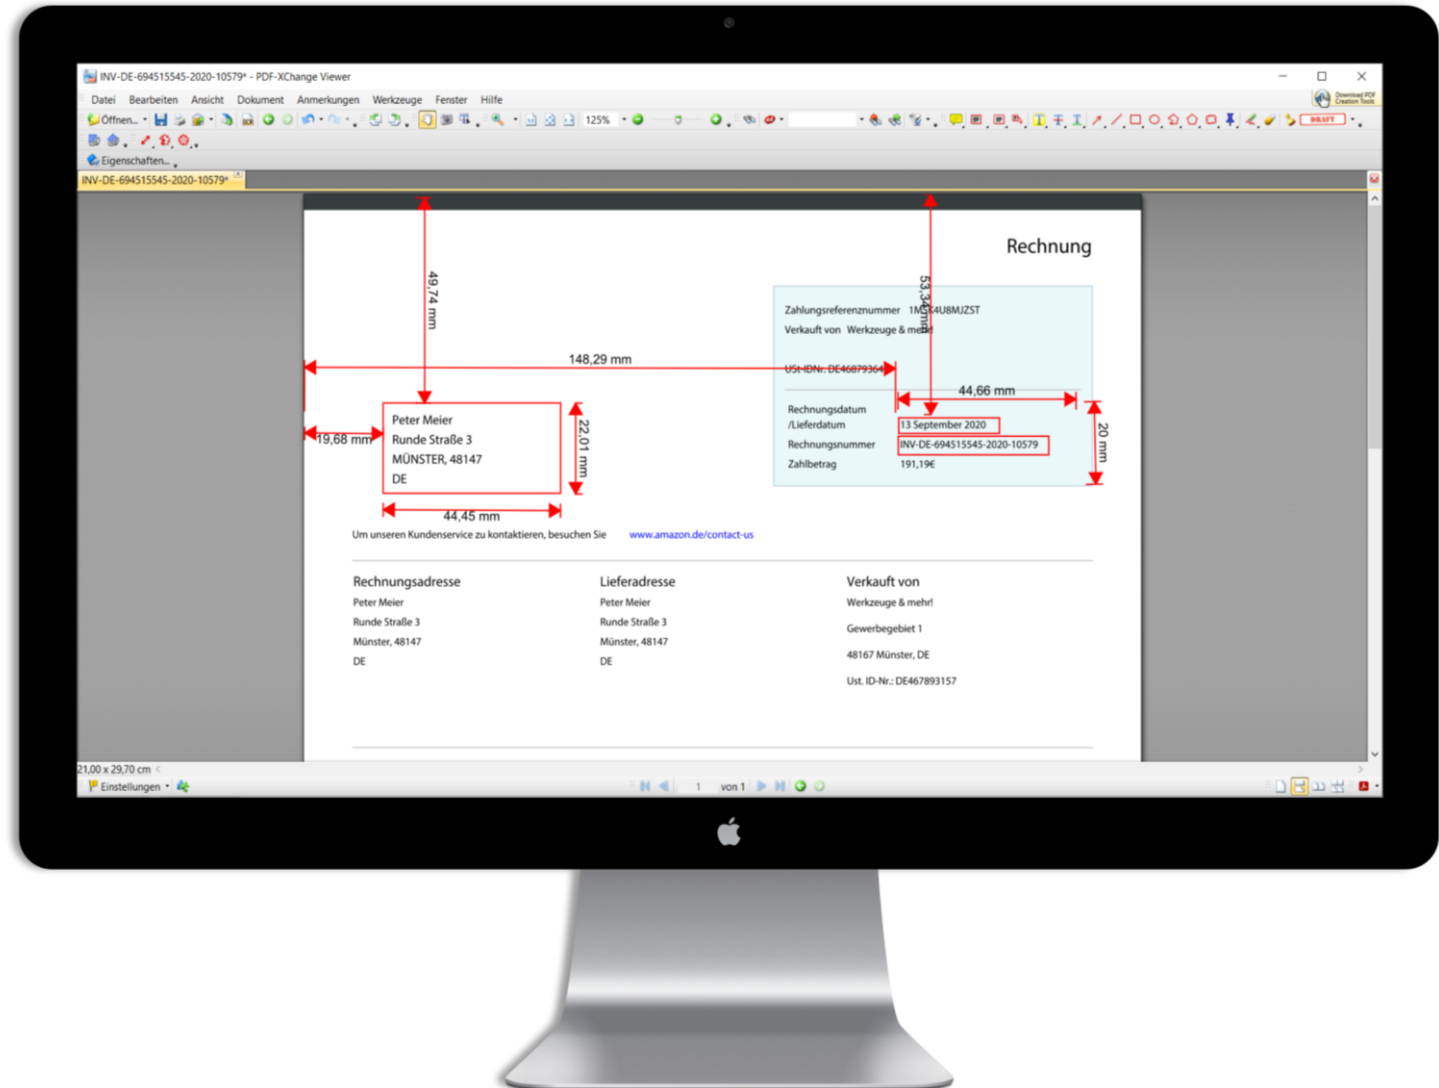 INV-DE-694515545-2020-10579* - PDF-XChange Viewer
Datei Bearbeiten Ansicht Dokument Anmerkungen Werkzeuge Fenster Hilfe
Download PDF
Creation Tools
Öffnen... 125% DRAFT
Eigenschaften...
INV-DE-694515545-2020-10579*
Rechnung
49,74 mm
53,34 mm
Zahlungsreferenznummer
Verkauft von Werkzeuge & mehr!
148,29 mm
USt-IDNr. DE46879364
44,66 mm
Rechnungsdatum
/Lieferdatum 13 September 2020
Rechnungsnummer INV-DE-694515545-2020-10579
Zahlbetrag 191,19€
20 mm
19,68 mm
Peter Meier
Runde Straße 3
MÜNSTER, 48147
DE
22,01 mm
44,45 mm
Um unseren Kundenservice zu kontaktieren, besuchen Sie www.amazon.de/contact-us
Rechnungsadresse
Peter Meier
Runde Straße 3
Münster, 48147
DE
Lieferadresse
Peter Meier
Runde Straße 3
Münster, 48147
DE
Verkauft von
Werkzeuge & mehr!
Gewerbegebiet 1
48167 Münster, DE
Ust. ID-Nr.: DE467893157
21,00 x 29,70 cm
Einstellungen 1 von 1